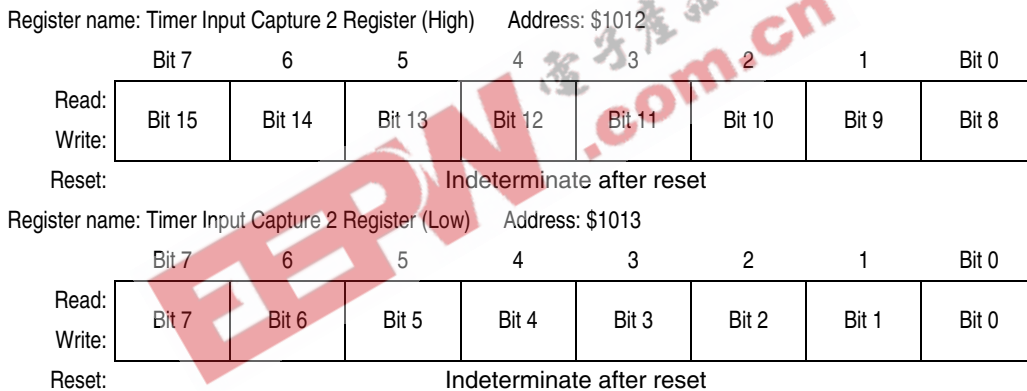 Register name: Timer Input Capture 2 Register (High) Address: $1012
Bit 7 6 5 4 3 2 1 Bit 0
Read:
Write:
Bit 15 Bit 14 Bit 13 Bit 12 Bit 11 Bit 10 Bit 9 Bit 8
Reset: Indeterminate after reset
Register name: Timer Input Capture 2 Register (Low) Address: $1013
Bit 7 6 5 4 3 2 1 Bit 0
Read:
Write:
Bit 7 Bit 6 Bit 5 Bit 4 Bit 3 Bit 2 Bit 1 Bit 0
Reset: Indeterminate after reset
EEPW
.com.cn
電子產品